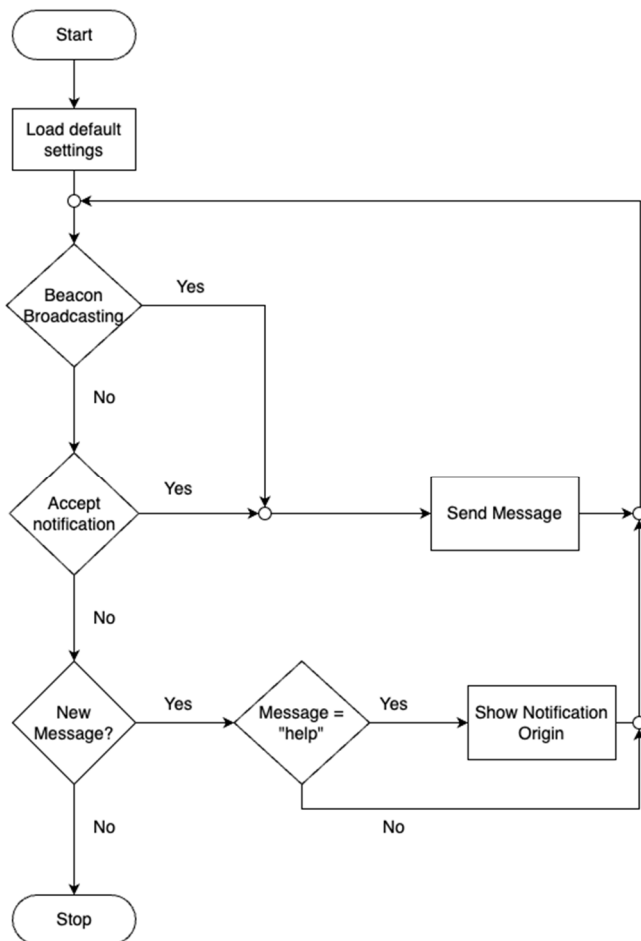 Start
Load default
settings
Beacon
Broadcasting
Yes
No
Accept
notification
Yes
Send Message
No
New
Message?
Yes
Message =
"help"
Yes
Show Notification
Origin
No
No
Stop